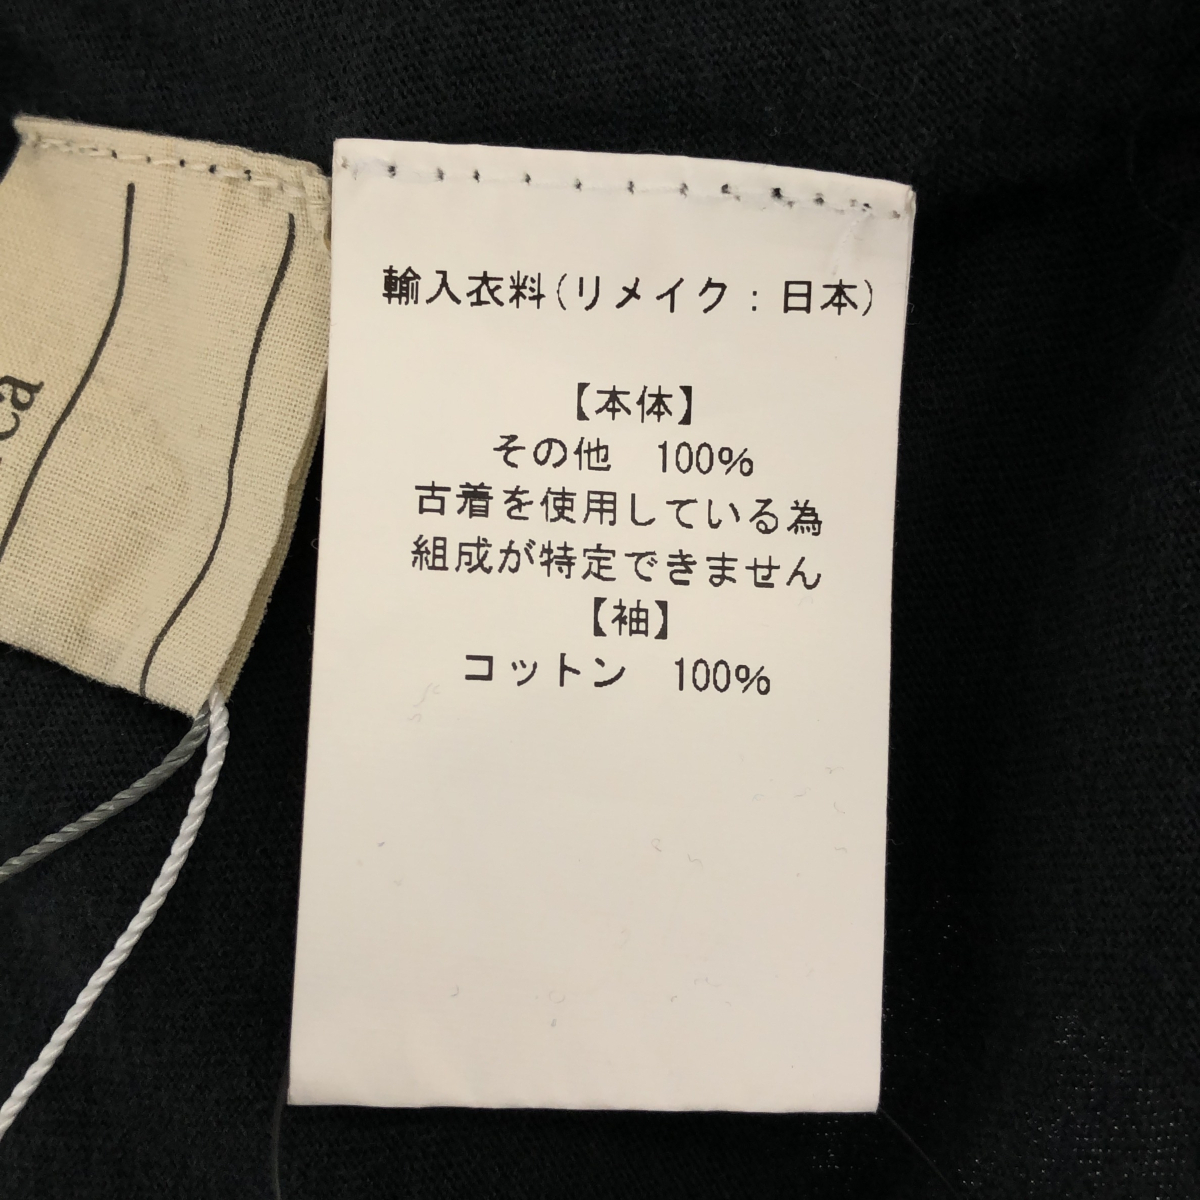 輸入衣料(リメイク:日本)
【本体】
その他　100%
古着を使用している為
組成が特定できません
【袖】
コットン　100%